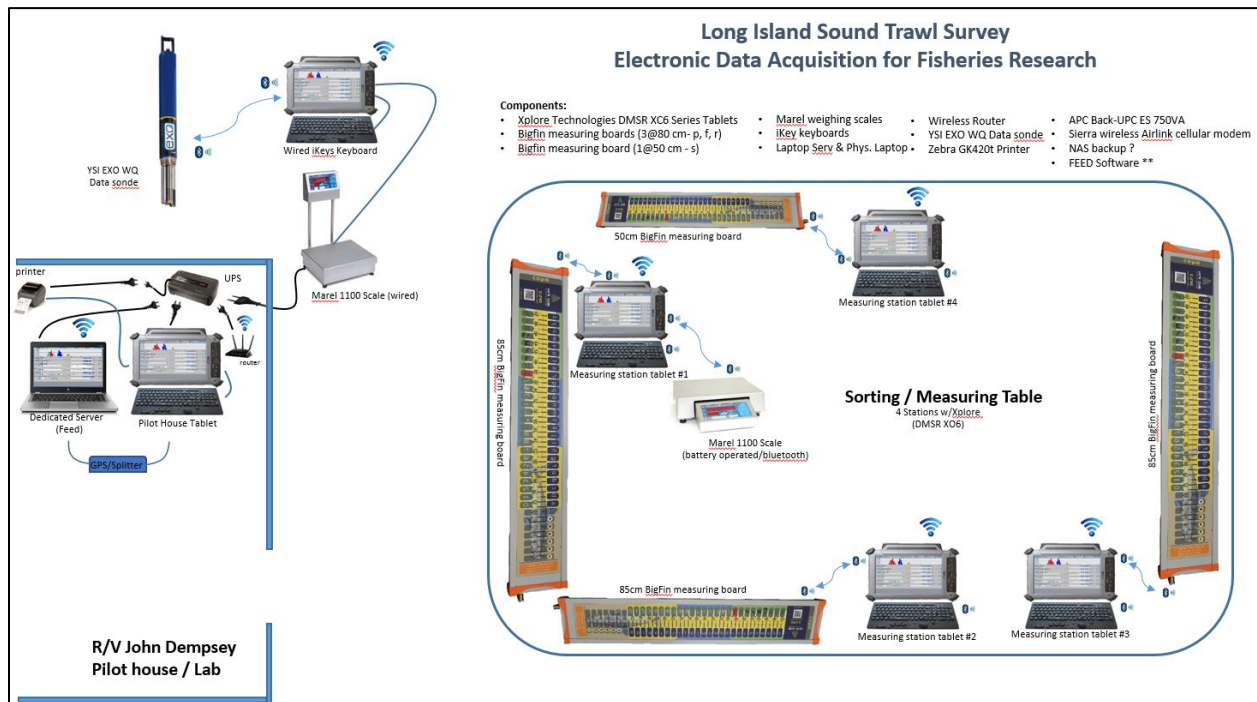 Long Island Sound Trawl Survey
Electronic Data Acquisition for Fisheries Research
Components:
• Xplore Technologies DMSR XC6 Series Tablets
• Bigfin measuring boards (3@80 cm- p, f, r)
• Bigfin measuring board (1@50 cm - s)
• Marel weighing scales
• iKey keyboards
• Laptop Serv & Phys. Laptop
• Wireless Router
• YSI EXO WQ Data sonde
• Zebra GK420t Printer
• APC Back-UPC ES 750VA
• Sierra wireless Airlink cellular modem
• NAS backup ?
• FEED Software **
exo
YSI EXO WQ
Data sonde
Wired iKeys Keyboard
Marel 1100 Scale (wired)
printer
UPS
router
Dedicated Server
(Feed)
Pilot House Tablet
GPS/Splitter
R/V John Dempsey
Pilot house / Lab
50cm BigFin measuring board
Measuring station tablet #4
85cm BigFin measuring board
Measuring station tablet #1
Marel 1100 Scale
(battery operated/bluetooth)
Sorting / Measuring Table
4 Stations w/Xplore
(DMSR XO6)
85cm BigFin measuring board
85cm BigFin measuring board
Measuring station tablet #2
Measuring station tablet #3